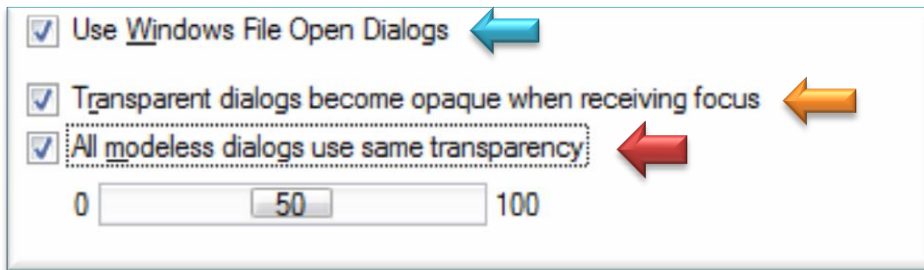 Use Windows File Open Dialogs
Transparent dialogs become opaque when receiving focus
All modeless dialogs use same transparency
0 50 100